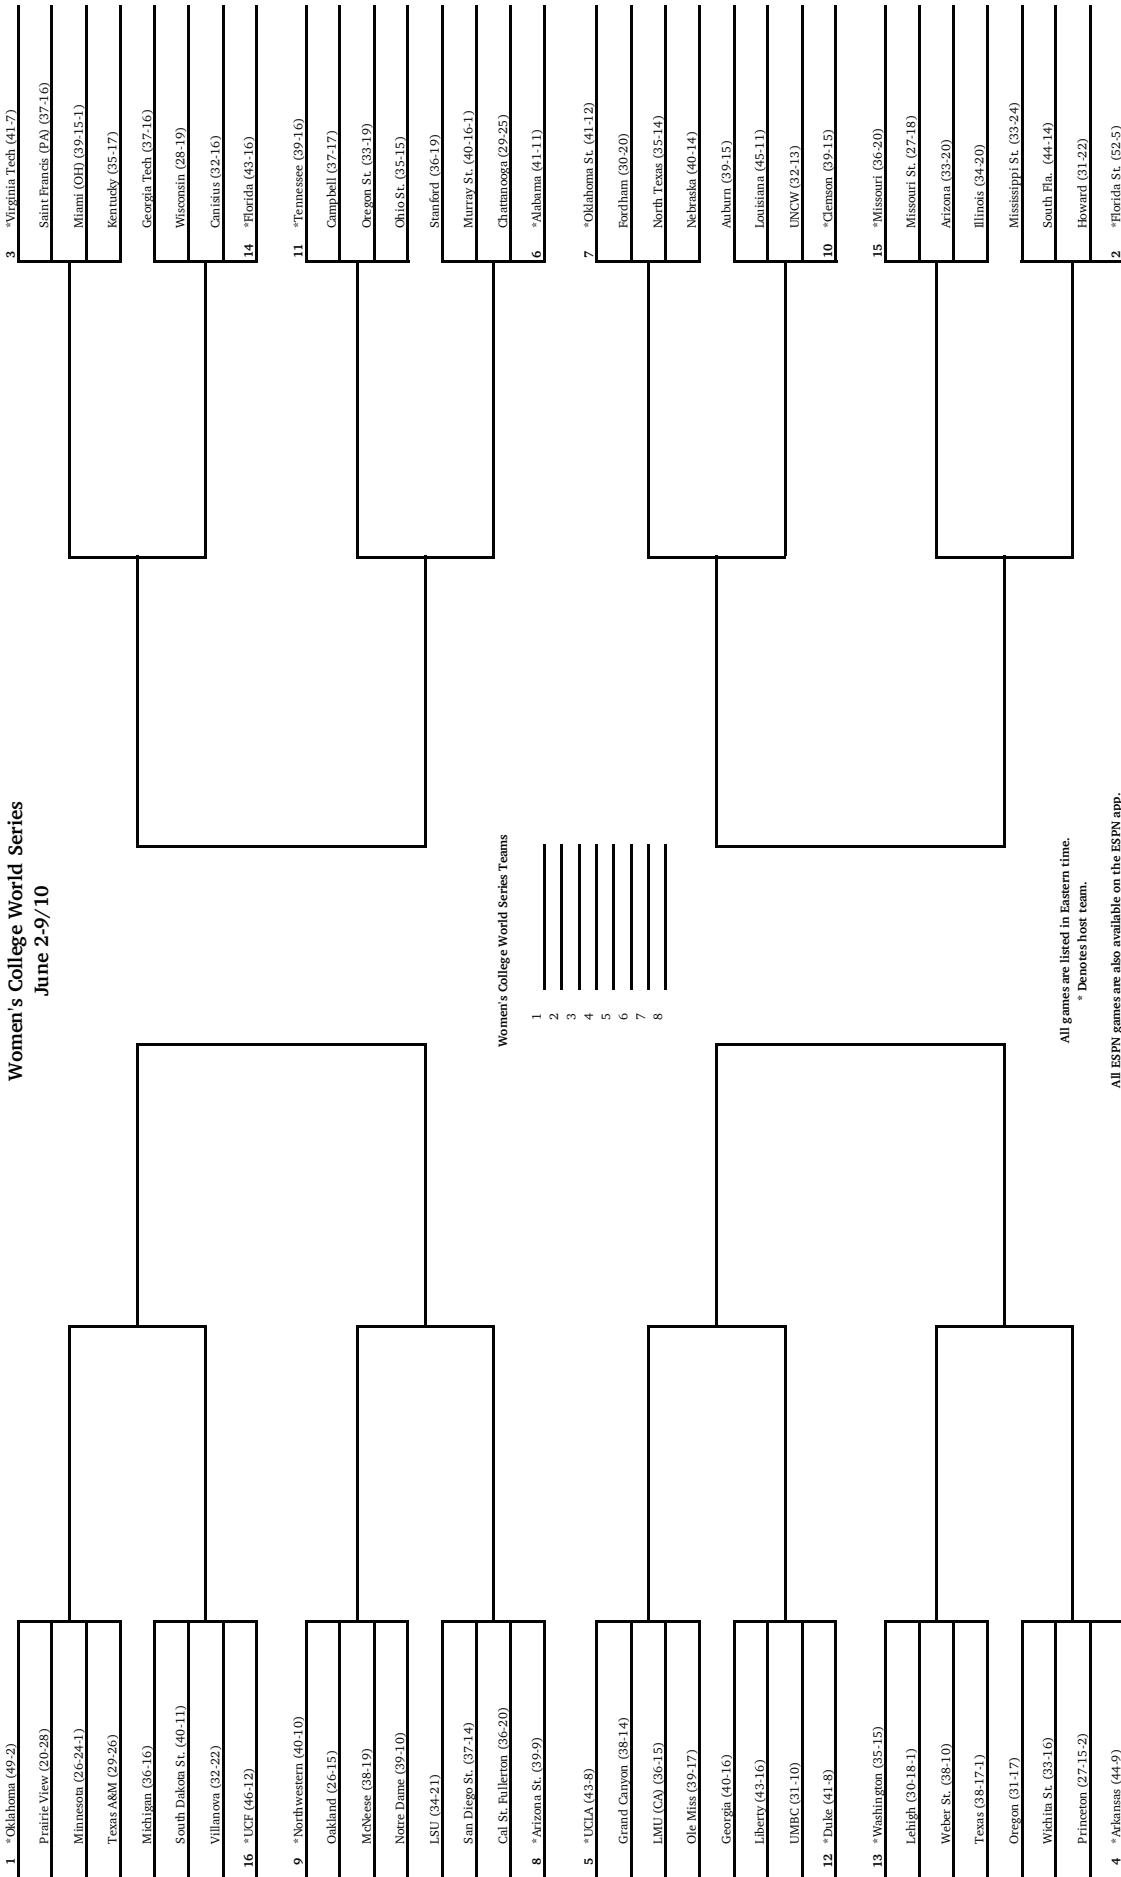 Women's College World Series
June 2-9/10
1 *Oklahoma (49-2)
Prairie View (20-28)
Minnesota (26-24-1)
Texas A&M (29-26)
Michigan (36-16)
South Dakota St. (40-11)
Villanova (32-22)
16 *UCF (46-12)
9 *Northwestern (40-10)
Oakland (26-15)
McNeese (38-19)
Notre Dame (39-10)
LSU (34-21)
San Diego St. (37-14)
Cal St. Fullerton (36-20)
8 *Arizona St. (39-9)
5 *UCLA (43-8)
Grand Canyon (38-14)
LMU (CA) (36-15)
Ole Miss (39-17)
Georgia (40-16)
Liberty (43-16)
UMBC (31-10)
12 *Duke (41-8)
13 *Washington (35-15)
Lehigh (30-18-1)
Weber St. (38-10)
Texas (38-17-1)
Oregon (31-17)
Wichita St. (33-16)
Princeton (27-15-2)
4 *Arkansas (44-9)
Women's College World Series Teams
1
2
3
4
5
6
7
8
All games are listed in Eastern time.
* Denotes host team.
All ESPN games are also available on the ESPN app.
3 *Virginia Tech (41-7)
Saint Francis (PA) (37-16)
Miami (OH) (39-15-1)
Kentucky (35-17)
Georgia Tech (37-16)
Wisconsin (28-19)
Canisius (32-16)
14 *Florida (43-16)
11 *Tennessee (39-16)
Campbell (37-17)
Oregon St. (33-19)
Ohio St. (35-15)
Stanford (36-19)
Murray St. (40-16-1)
Chattanooga (29-25)
6 *Alabama (41-11)
7 *Oklahoma St. (41-12)
Fordham (30-20)
North Texas (35-14)
Nebraska (40-14)
Auburn (39-15)
Louisiana (45-11)
UNCW (32-13)
10 *Clemson (39-15)
15 *Missouri (36-20)
Missouri St. (27-18)
Arizona (33-20)
Illinois (34-20)
Mississippi St. (33-24)
South Fla. (44-14)
Howard (31-22)
2 *Florida St. (52-5)